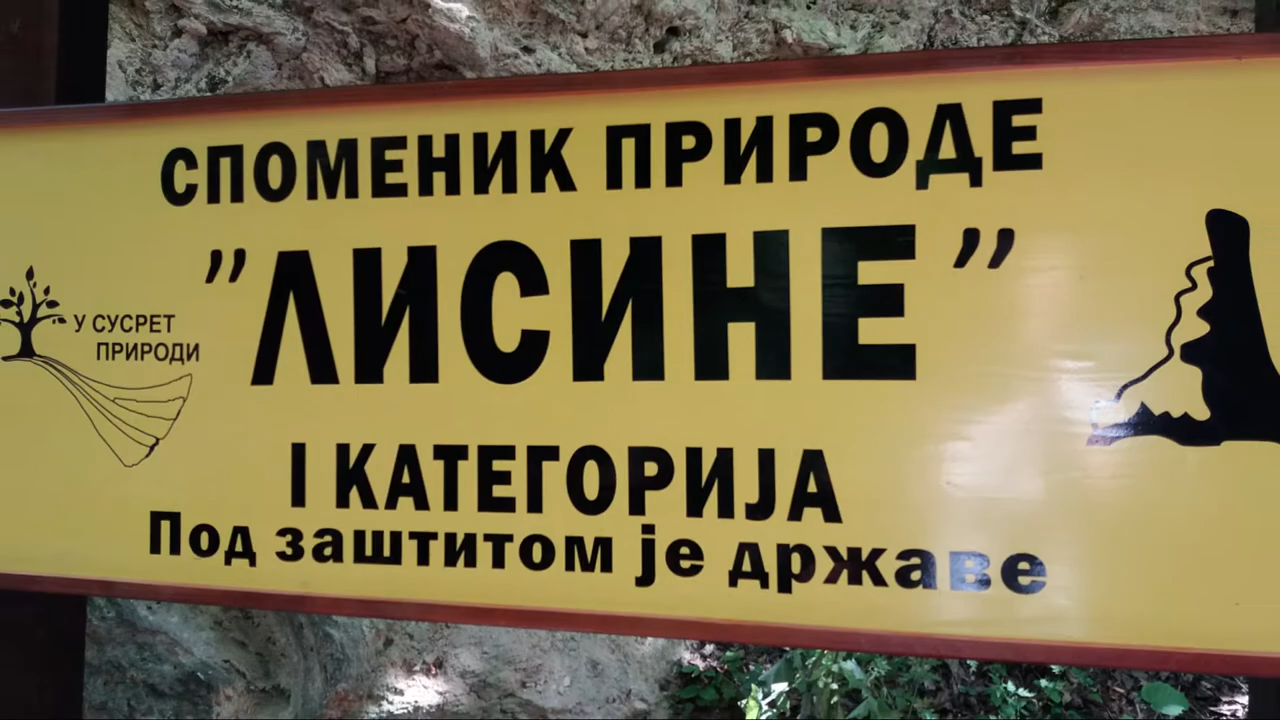 СПОМЕНИК ПРИРОДЕ
"ЛИСИНЕ"
У СУСРЕТ
ПРИРОДИ
I КАТЕГОРИЈА
Под заштитом је државе